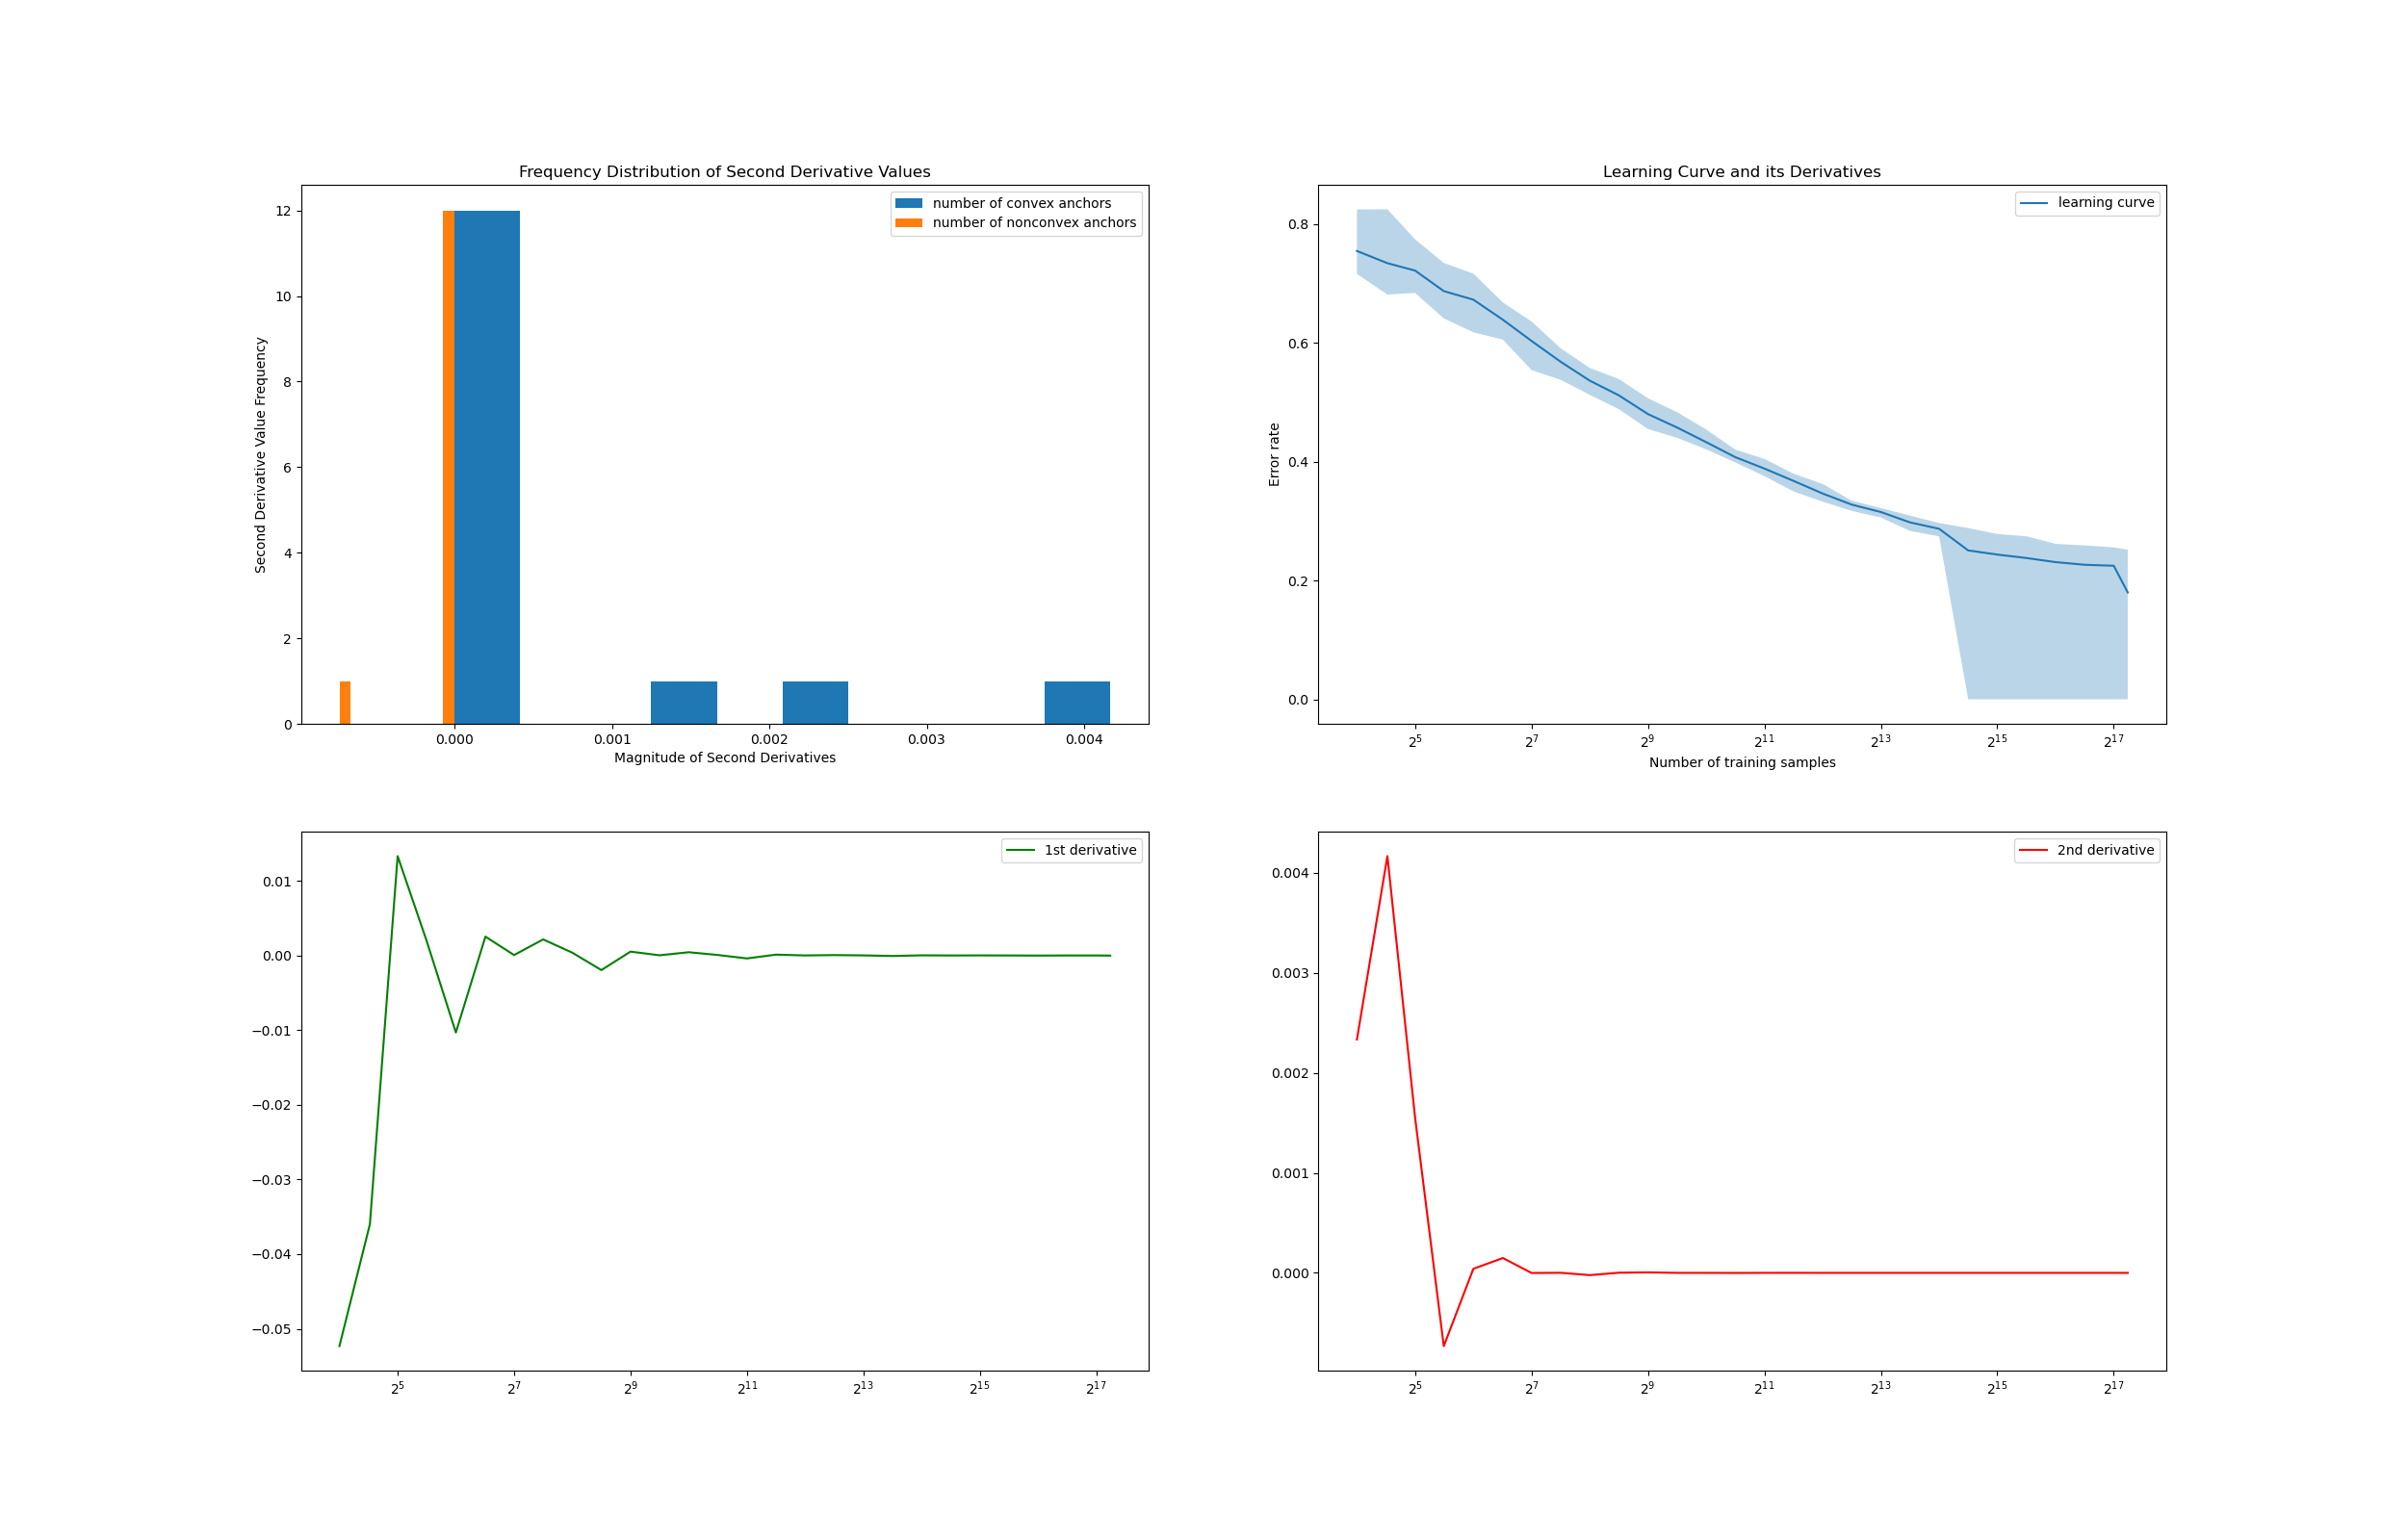 Frequency Distribution of Second Derivative Values
number of convex anchors
number of nonconvex anchors
Second Derivative Value Frequency
12
10
8
6
4
2
0
0.000 0.001 0.002 0.003 0.004
Magnitude of Second Derivatives
Learning Curve and its Derivatives
learning curve
Error rate
0.8
0.6
0.4
0.2
0.0
2^5 2^7 2^9 2^11 2^13 2^15 2^17
Number of training samples
1st derivative
0.01
0.00
−0.01
−0.02
−0.03
−0.04
−0.05
2^5 2^7 2^9 2^11 2^13 2^15 2^17
2nd derivative
0.004
0.003
0.002
0.001
0.000
2^5 2^7 2^9 2^11 2^13 2^15 2^17